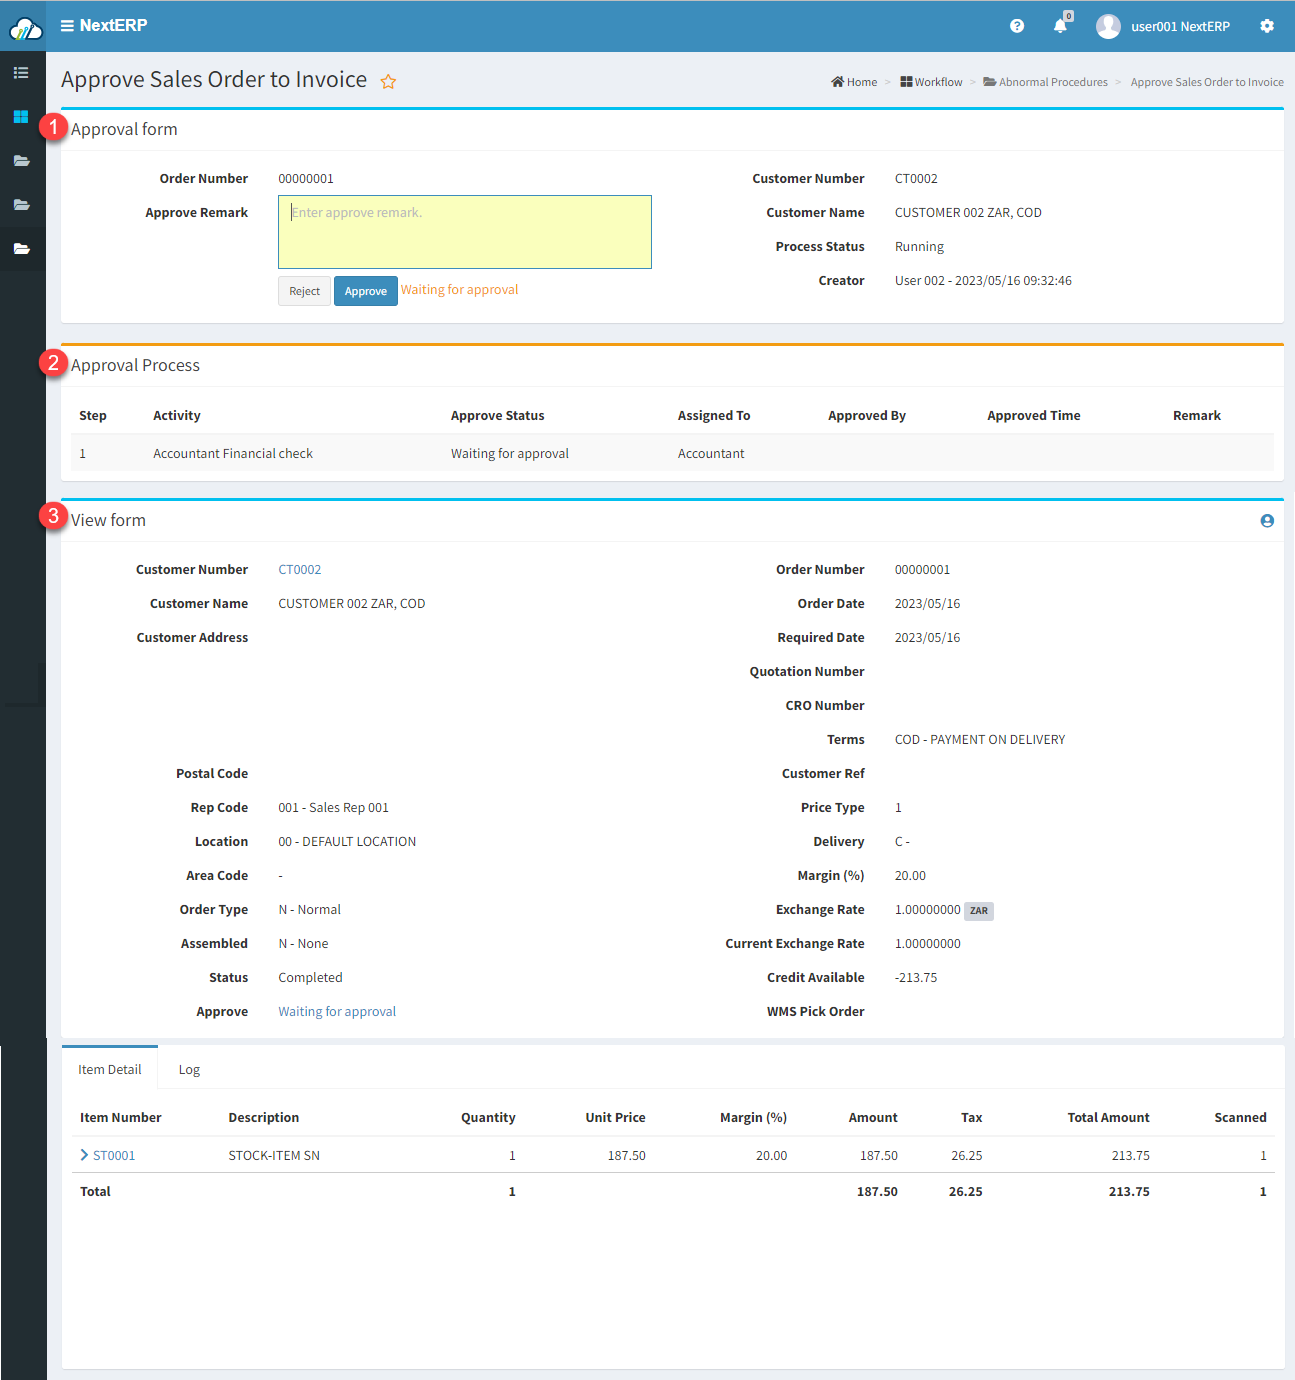 NextERP
0
user001 NextERP
Approve Sales Order to Invoice
Home > Workflow > Abnormal Procedures > Approve Sales Order to Invoice
1
Approval form
Order Number 00000001 Customer Number CT0002
Approve Remark Enter approve remark. Customer Name CUSTOMER 002 ZAR, COD
Process Status Running
Creator User 002 - 2023/05/16 09:32:46
Reject Approve Waiting for approval
2
Approval Process
Step Activity Approve Status Assigned To Approved By Approved Time Remark
1 Accountant Financial check Waiting for approval Accountant
3
View form
Customer Number CT0002 Order Number 00000001
Customer Name CUSTOMER 002 ZAR, COD Order Date 2023/05/16
Customer Address Required Date 2023/05/16
Quotation Number
CRO Number
Terms COD - PAYMENT ON DELIVERY
Postal Code Customer Ref
Rep Code 001 - Sales Rep 001 Price Type 1
Location 00 - DEFAULT LOCATION Delivery C -
Area Code - Margin (%) 20.00
Order Type N - Normal Exchange Rate 1.00000000 ZAR
Assembled N - None Current Exchange Rate 1.00000000
Status Completed Credit Available -213.75
Approve Waiting for approval WMS Pick Order
Item Detail Log
Item Number Description Quantity Unit Price Margin (%) Amount Tax Total Amount Scanned
ST0001 STOCK-ITEM SN 1 187.50 20.00 187.50 26.25 213.75 1
Total 1 187.50 26.25 213.75 1